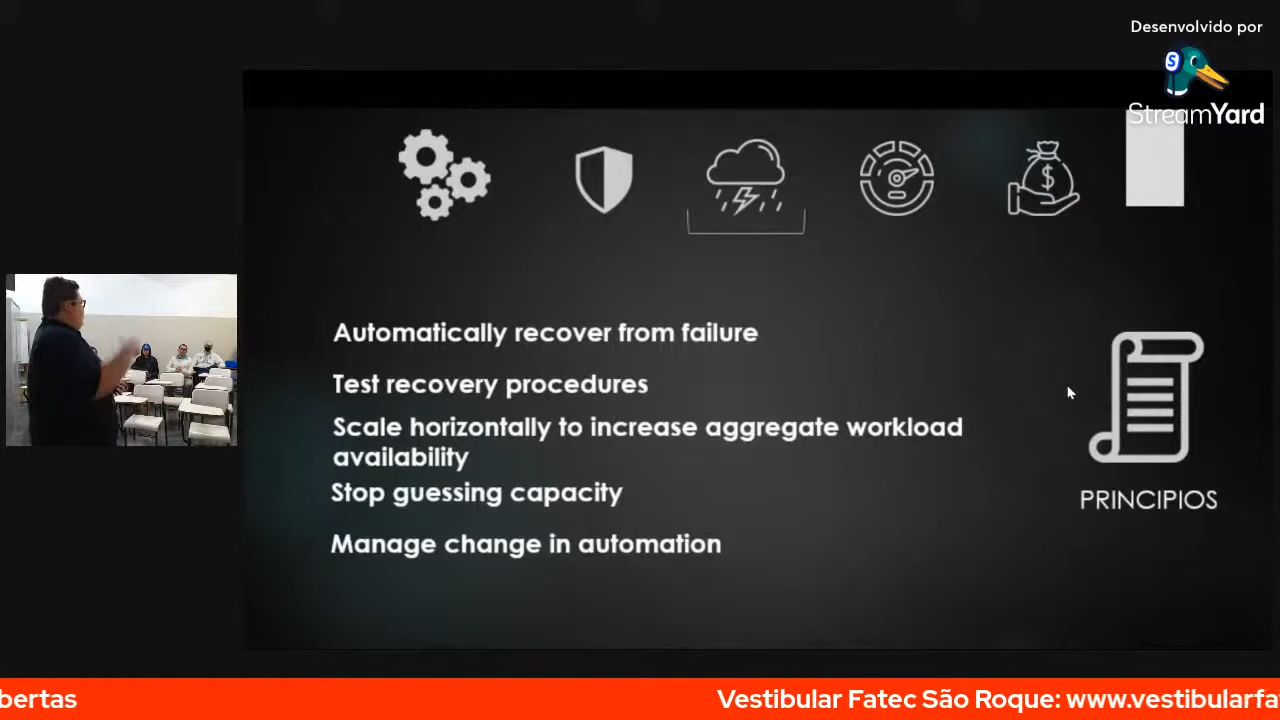 Desenvolvido por
StreamYard
Automatically recover from failure
Test recovery procedures
Scale horizontally to increase aggregate workload
availability
Stop guessing capacity
Manage change in automation
PRINCIPIOS
bertas
Vestibular Fatec São Roque: www.vestibularfa